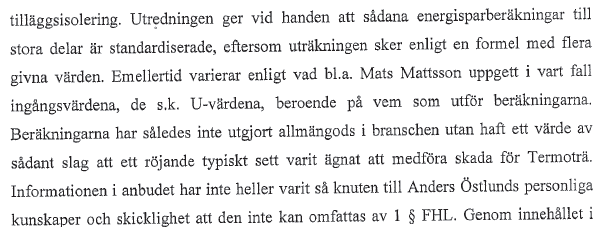 tilläggsisolering. Utredningen ger vid handen att sådana energisparberäkningar till
stora delar är standardiserade, eftersom uträkningen sker enligt en formel med flera
givna värden. Emellertid varierar enligt vad bl.a. Mats Mattsson uppgett i vart fall
ingångsvärdena, de s.k. U-värdena, beroende på vem som utför beräkningarna.
Beräkningarna har således inte utgjort allmängods i branschen utan haft ett värde av
sådant slag att ett röjande typiskt sett varit ägnat att medföra skada för Termoträ.
Informationen i anbudet har inte heller varit så knuten till Anders Östlunds personliga
kunskaper och skicklighet att den inte kan omfattas av 1 § FHL. Genom innehållet i